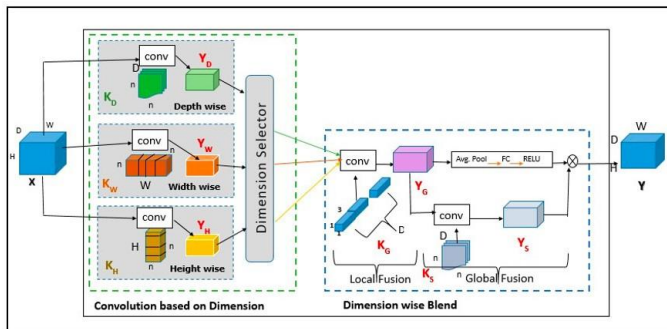 conv
Y_D
D
n
n
K_D
Depth wise
D
W
H
X
conv
Y_W
n
n
K_W
W
Width wise
conv
Y_H
H
n
n
K_H
Height wise
Dimension Selector
Convolution based on Dimension
conv
Y_G
Avg. Pool
FC
RELU
3
1
1
D
K_G
conv
D
n
n
K_S
Y_S
Local Fusion
Global Fusion
Dimension wise Blend
W
D
H
Y